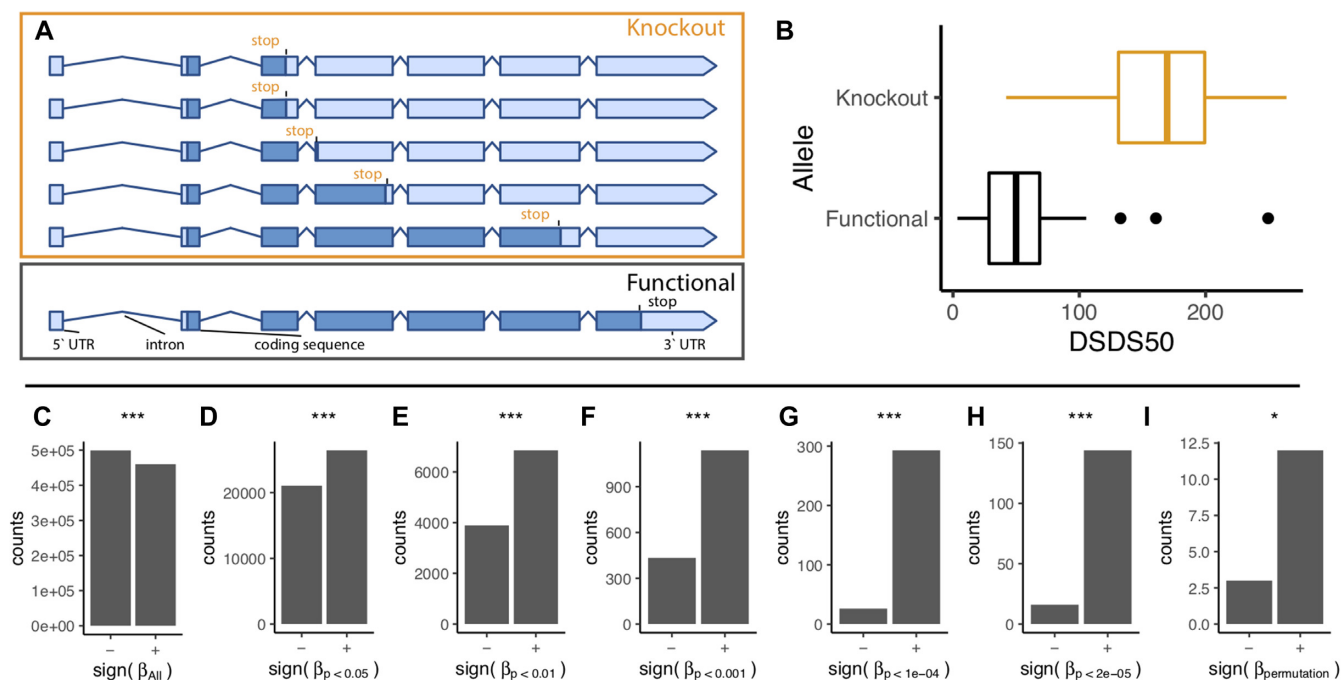 A
Knockout
stop
stop
stop
stop
stop
Functional
stop
5` UTR
intron
coding sequence
3` UTR
B
Allele
Knockout
Functional
0
100
200
DSDS50
C
***
counts
5e+05
4e+05
3e+05
2e+05
1e+05
0e+00
− +
sign( βAll)
D
***
counts
20000
10000
0
− +
sign( βp < 0.05 )
E
***
counts
6000
4000
2000
0
− +
sign( βp < 0.01 )
F
***
counts
900
600
300
0
− +
sign( βp < 0.001 )
G
***
counts
300
200
100
0
− +
sign( βp < 1e−04 )
H
***
counts
150
100
50
0
− +
sign( βp < 2e−05 )
I
*
counts
12.5
10.0
7.5
5.0
2.5
0.0
− +
sign( βpermutation )